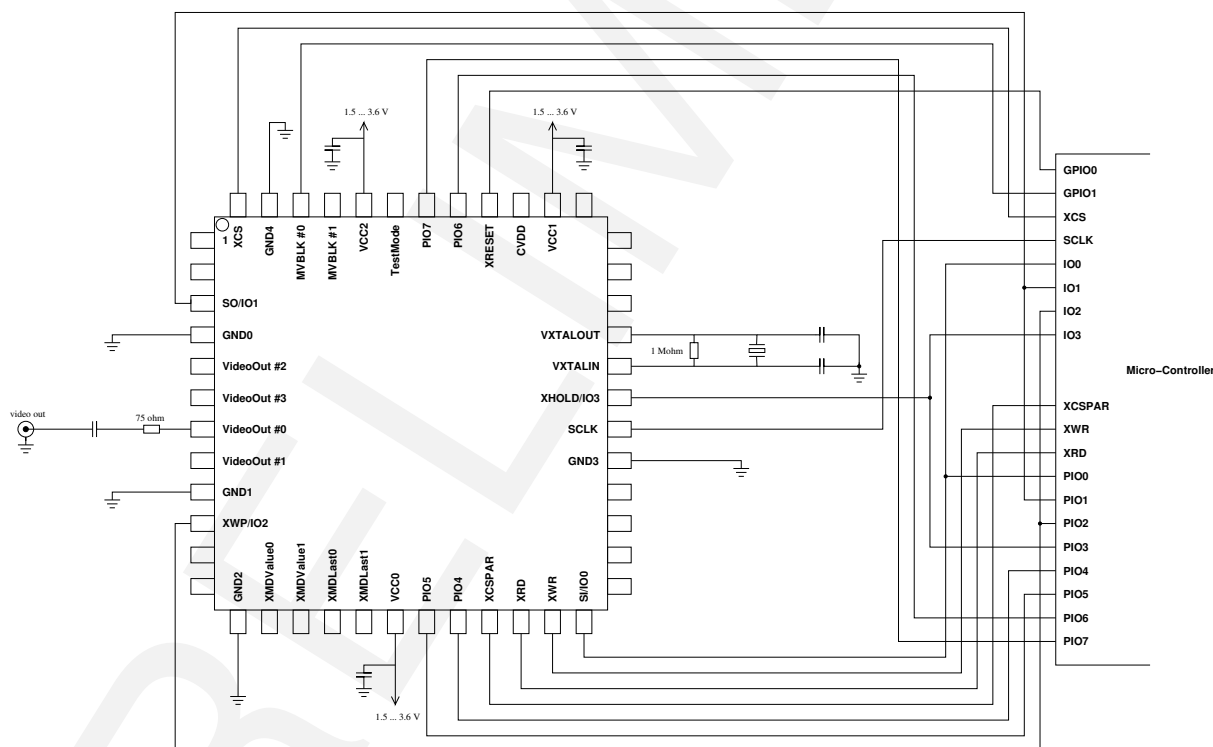 1.5 ... 3.6 V
1.5 ... 3.6 V
XCS
GND4
MVBLK #0
MVBLK #1
VCC2
TestMode
PIO7
PIO6
XRESET
CVDD
VCC1
1
SO/IO1
GND0
VideoOut #2
VideoOut #3
VideoOut #0
VideoOut #1
GND1
XWP/IO2
video out
75 ohm
VXTALOUT
VXTALIN
XHOLD/IO3
SCLK
GND3
1 Mohm
GND2
XMDValue0
XMDValue1
XMDLast0
XMDLast1
VCC0
PIO5
PIO4
XCSPAR
XRD
XWR
SI/IO0
1.5 ... 3.6 V
GPIO0
GPIO1
XCS
SCLK
IO0
IO1
IO2
IO3
Micro-Controller
XCSPAR
XWR
XRD
PIO0
PIO1
PIO2
PIO3
PIO4
PIO5
PIO6
PIO7